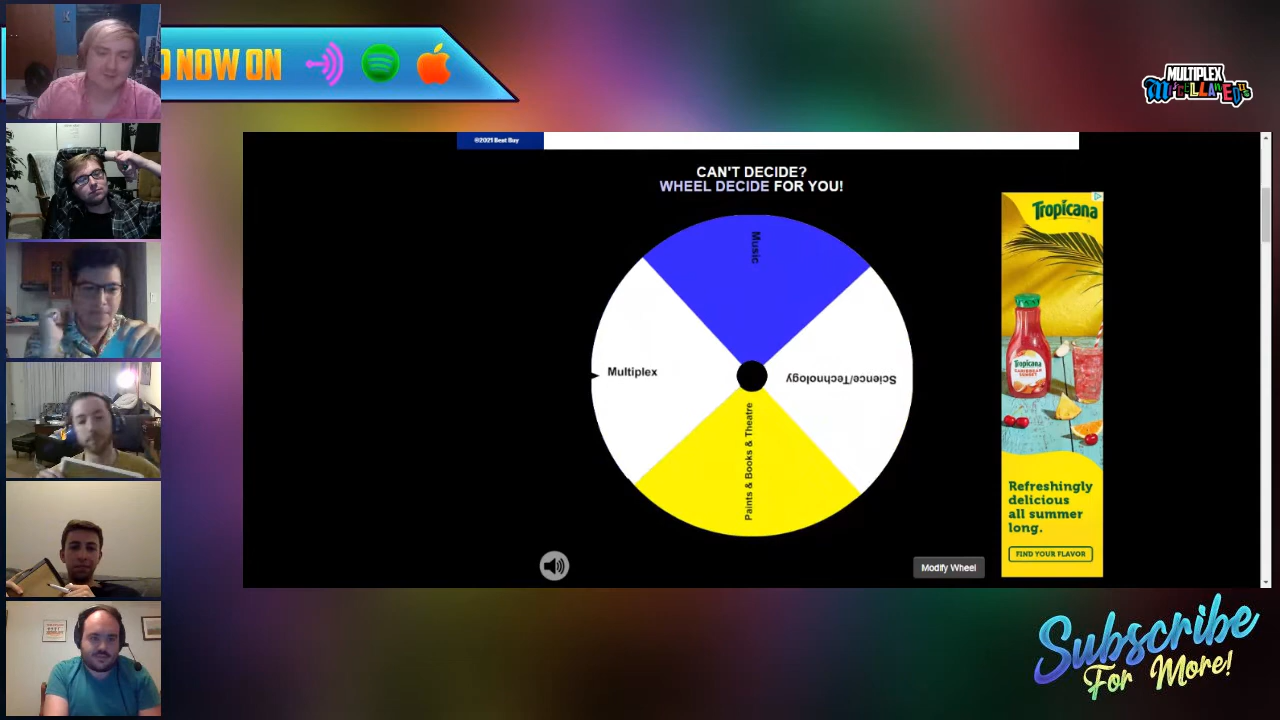 NOW ON
MULTIPLEX
MISCELLANEOUS
©2021 Best Buy
CAN'T DECIDE?
WHEEL DECIDE FOR YOU!
Music
Multiplex
Science/Technology
Paints & Books & Theatre
Modify Wheel
Tropicana
Tropicana
Refreshingly
delicious
all summer
long.
FIND YOUR FLAVOR
Subscribe
For More!